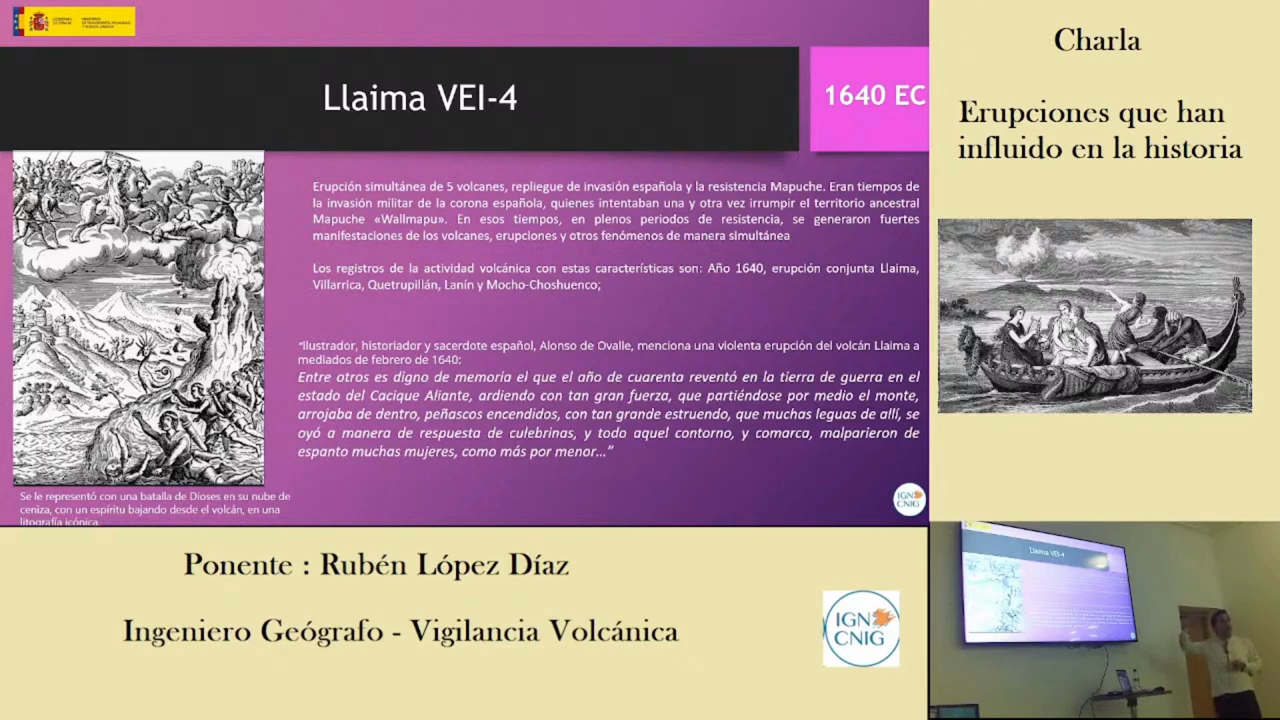 GOBIERNO
DE ESPAÑA
MINISTERIO
Llaima VEI-4
1640 EC
Erupción simultánea de 5 volcanes, repliegue de invasión española y la resistencia Mapuche. Eran tiempos de
la invasión militar de la corona española, quienes intentaban una y otra vez irrumpir el territorio ancestral
Mapuche «Wallmapu». En esos tiempos, en plenos periodos de resistencia, se generaron fuertes
manifestaciones de los volcanes, erupciones y otros fenómenos de manera simultánea
Los registros de la actividad volcánica con estas características son: Año 1640, erupción conjunta Llaima,
Villarrica, Quetrupillán, Lanín y Mocho-Choshuenco;
“Ilustrador, historiador y sacerdote español, Alonso de Ovalle, menciona una violenta erupción del volcán Llaima a
mediados de febrero de 1640:
Entre otros es digno de memoria el que el año de cuarenta reventó en la tierra de guerra en el
estado del Cacique Aliante, ardiendo con tan gran fuerza, que partiéndose por medio el monte,
arrojaba de dentro, peñascos encendidos, con tan grande estruendo, que muchas leguas de allí, se
oyó a manera de respuesta de culebrinas, y todo aquel contorno, y comarca, malparieron de
espanto muchas mujeres, como más por menor...”
Se le representó con una batalla de Dioses en su nube de
ceniza, con un espíritu bajando desde el volcán, en una
litografía icónica.
IGN
CNIG
Charla
Erupciones que han
influido en la historia
Ponente : Rubén López Díaz
Ingeniero Geógrafo - Vigilancia Volcánica
IGN
CNIG
Llaima VEI-4